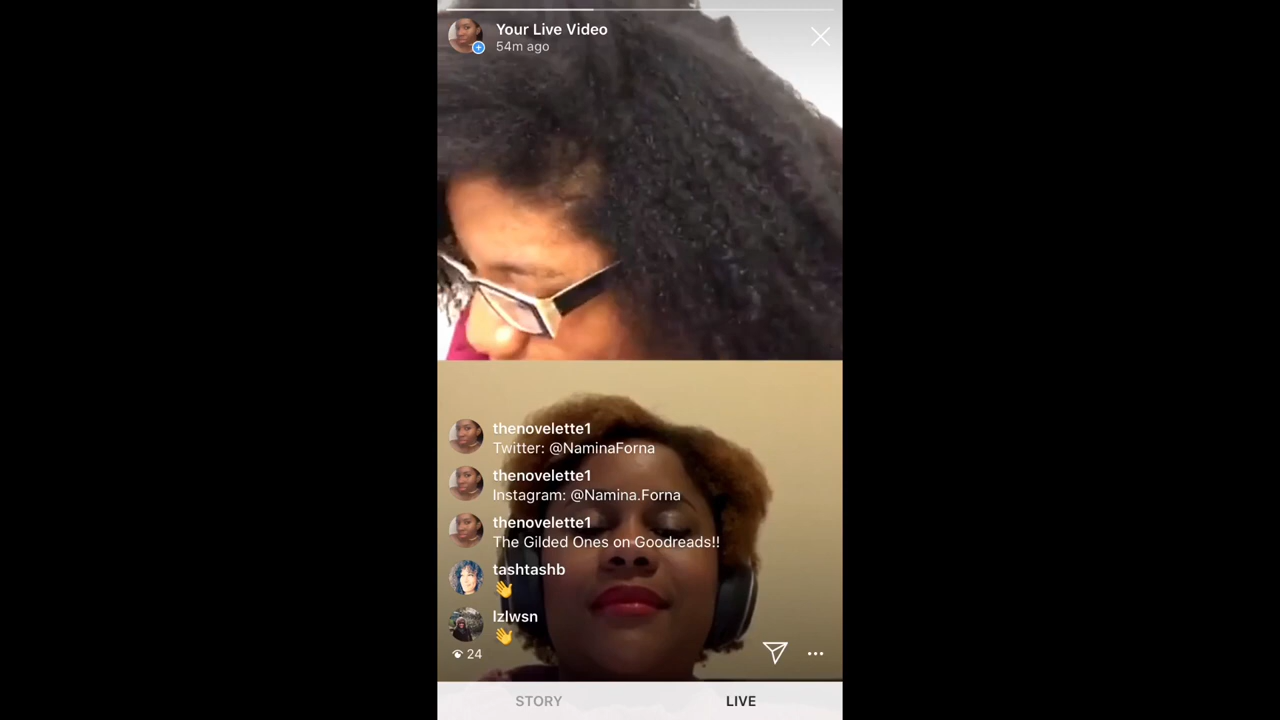 Your Live Video
54m ago
thenovelette1
Twitter: @NaminaForna
thenovelette1
Instagram: @Namina.Forna
thenovelette1
The Gilded Ones on Goodreads!!
tashtashb
👋
lzlwsn
👋
24
STORY LIVE